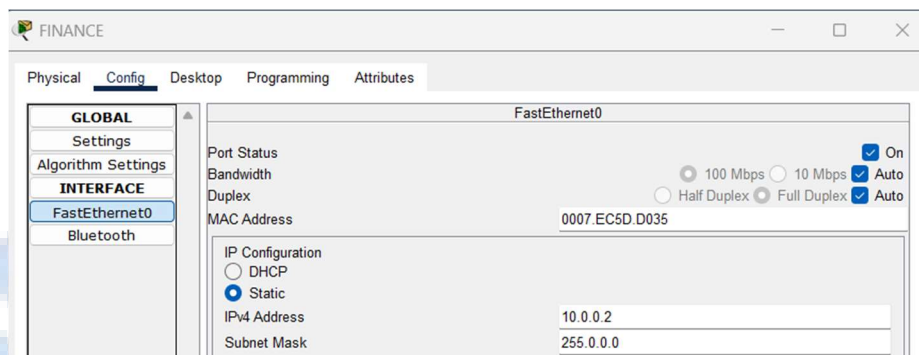 FINANCE
Physical Config Desktop Programming Attributes
GLOBAL
Settings
Algorithm Settings
INTERFACE
FastEthernet0
Bluetooth
FastEthernet0
Port Status On
Bandwidth 100 Mbps 10 Mbps Auto
Duplex Half Duplex Full Duplex Auto
MAC Address 0007.EC5D.D035
IP Configuration
DHCP
Static
IPv4 Address 10.0.0.2
Subnet Mask 255.0.0.0